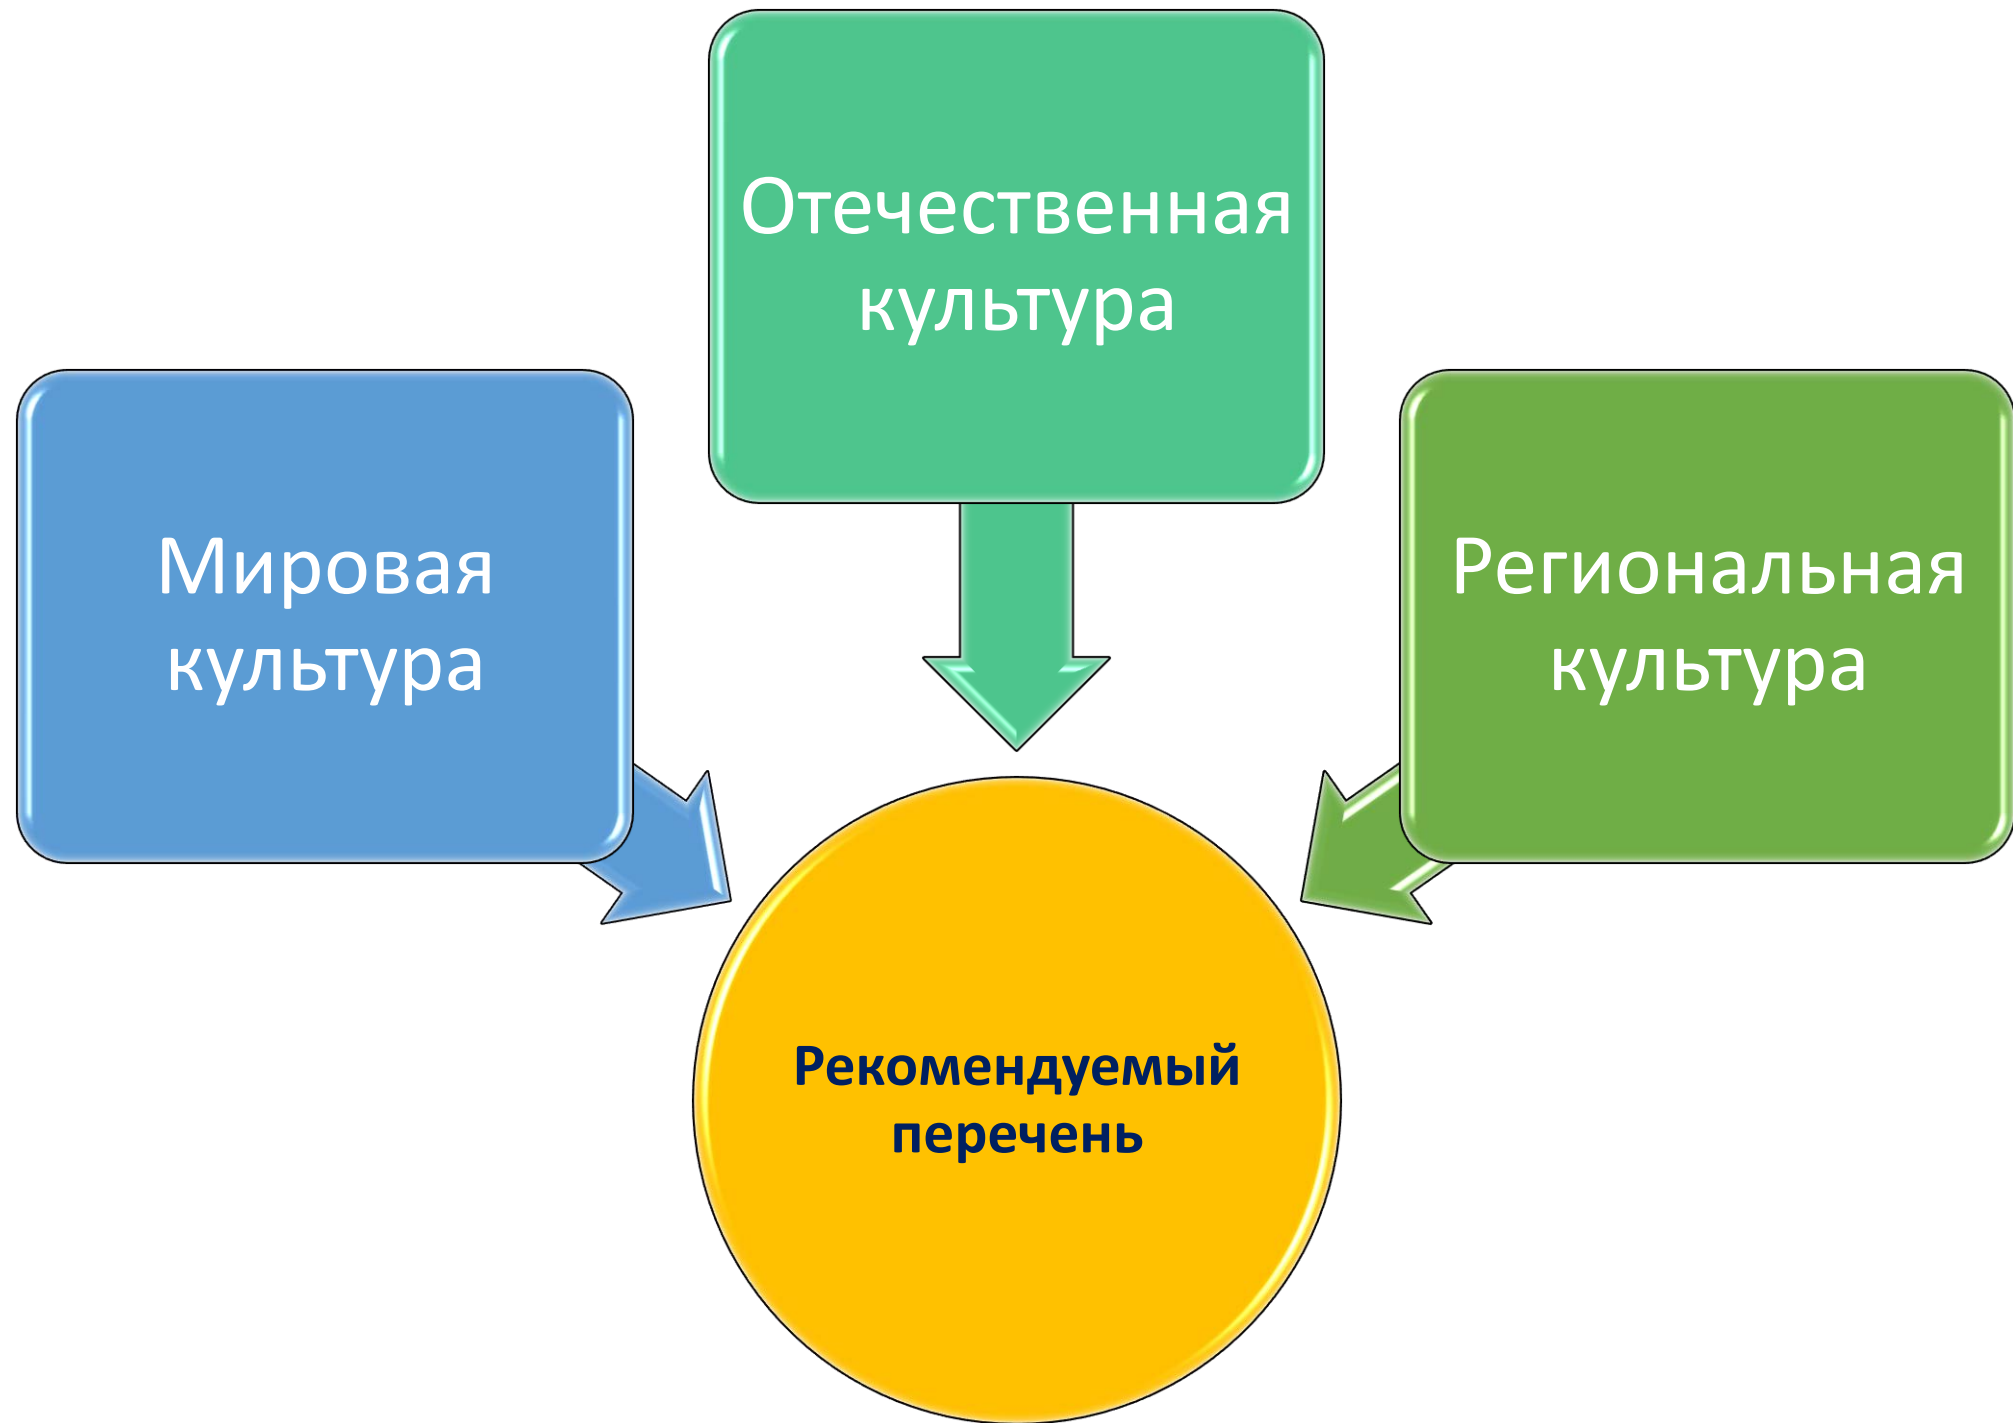 Отечественная
культура
Мировая
культура
Региональная
культура
Рекомендуемый
перечень